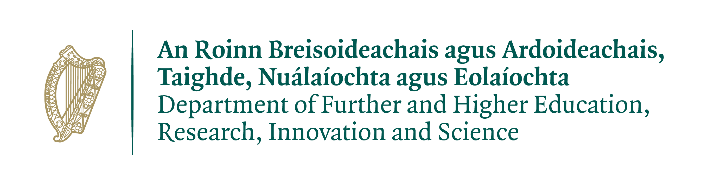 An Roinn Breisoideachais agus Ardoideachais,
Taighde, Nuálaíochta agus Eolaíochta
Department of Further and Higher Education,
Research, Innovation and Science